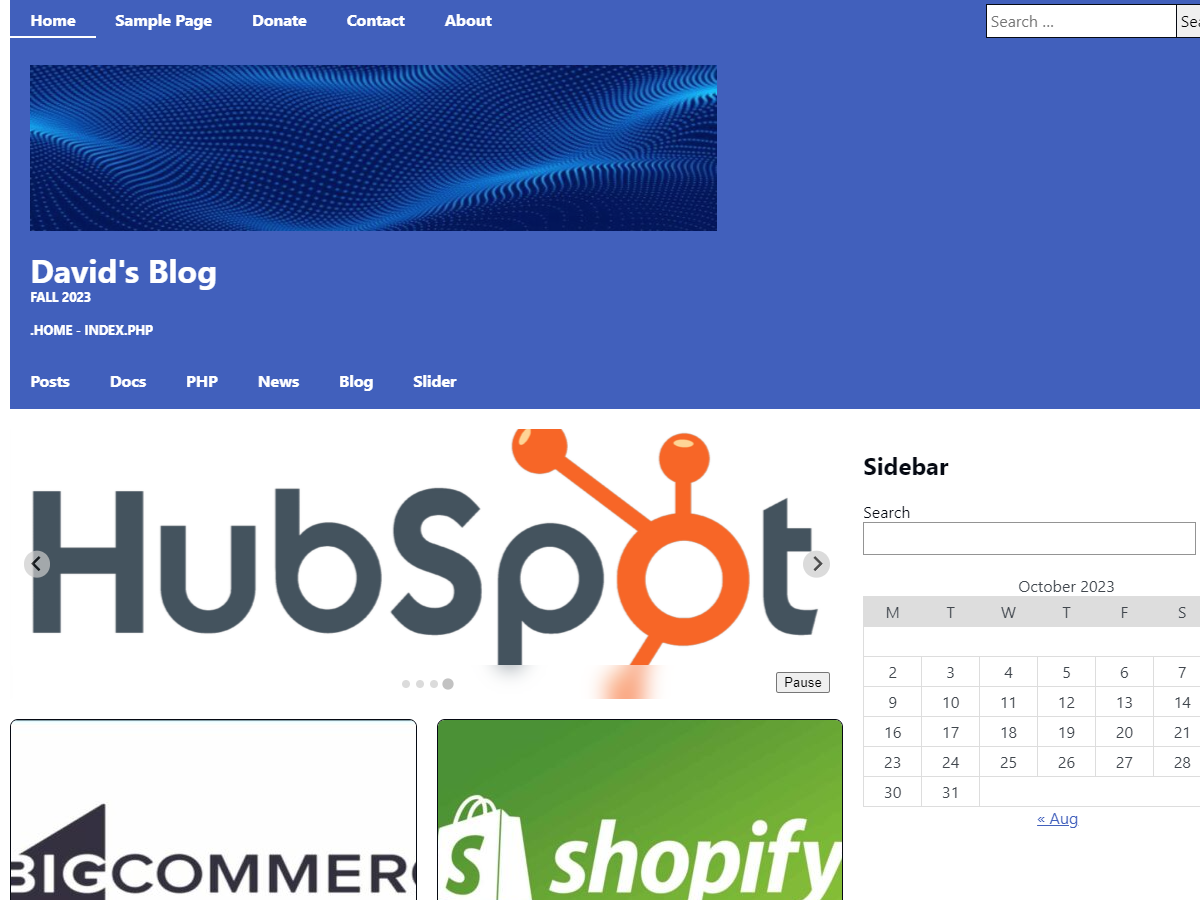 Home Sample Page Donate Contact About
Search ...
David's Blog
FALL 2023
.HOME - INDEX.PHP
Posts Docs PHP News Blog Slider
HubSpot
Pause
BIGCOMMERC
shopify
Sidebar
Search
October 2023
M T W T F S
2 3 4 5 6 7
9 10 11 12 13 14
16 17 18 19 20 21
23 24 25 26 27 28
30 31
« Aug